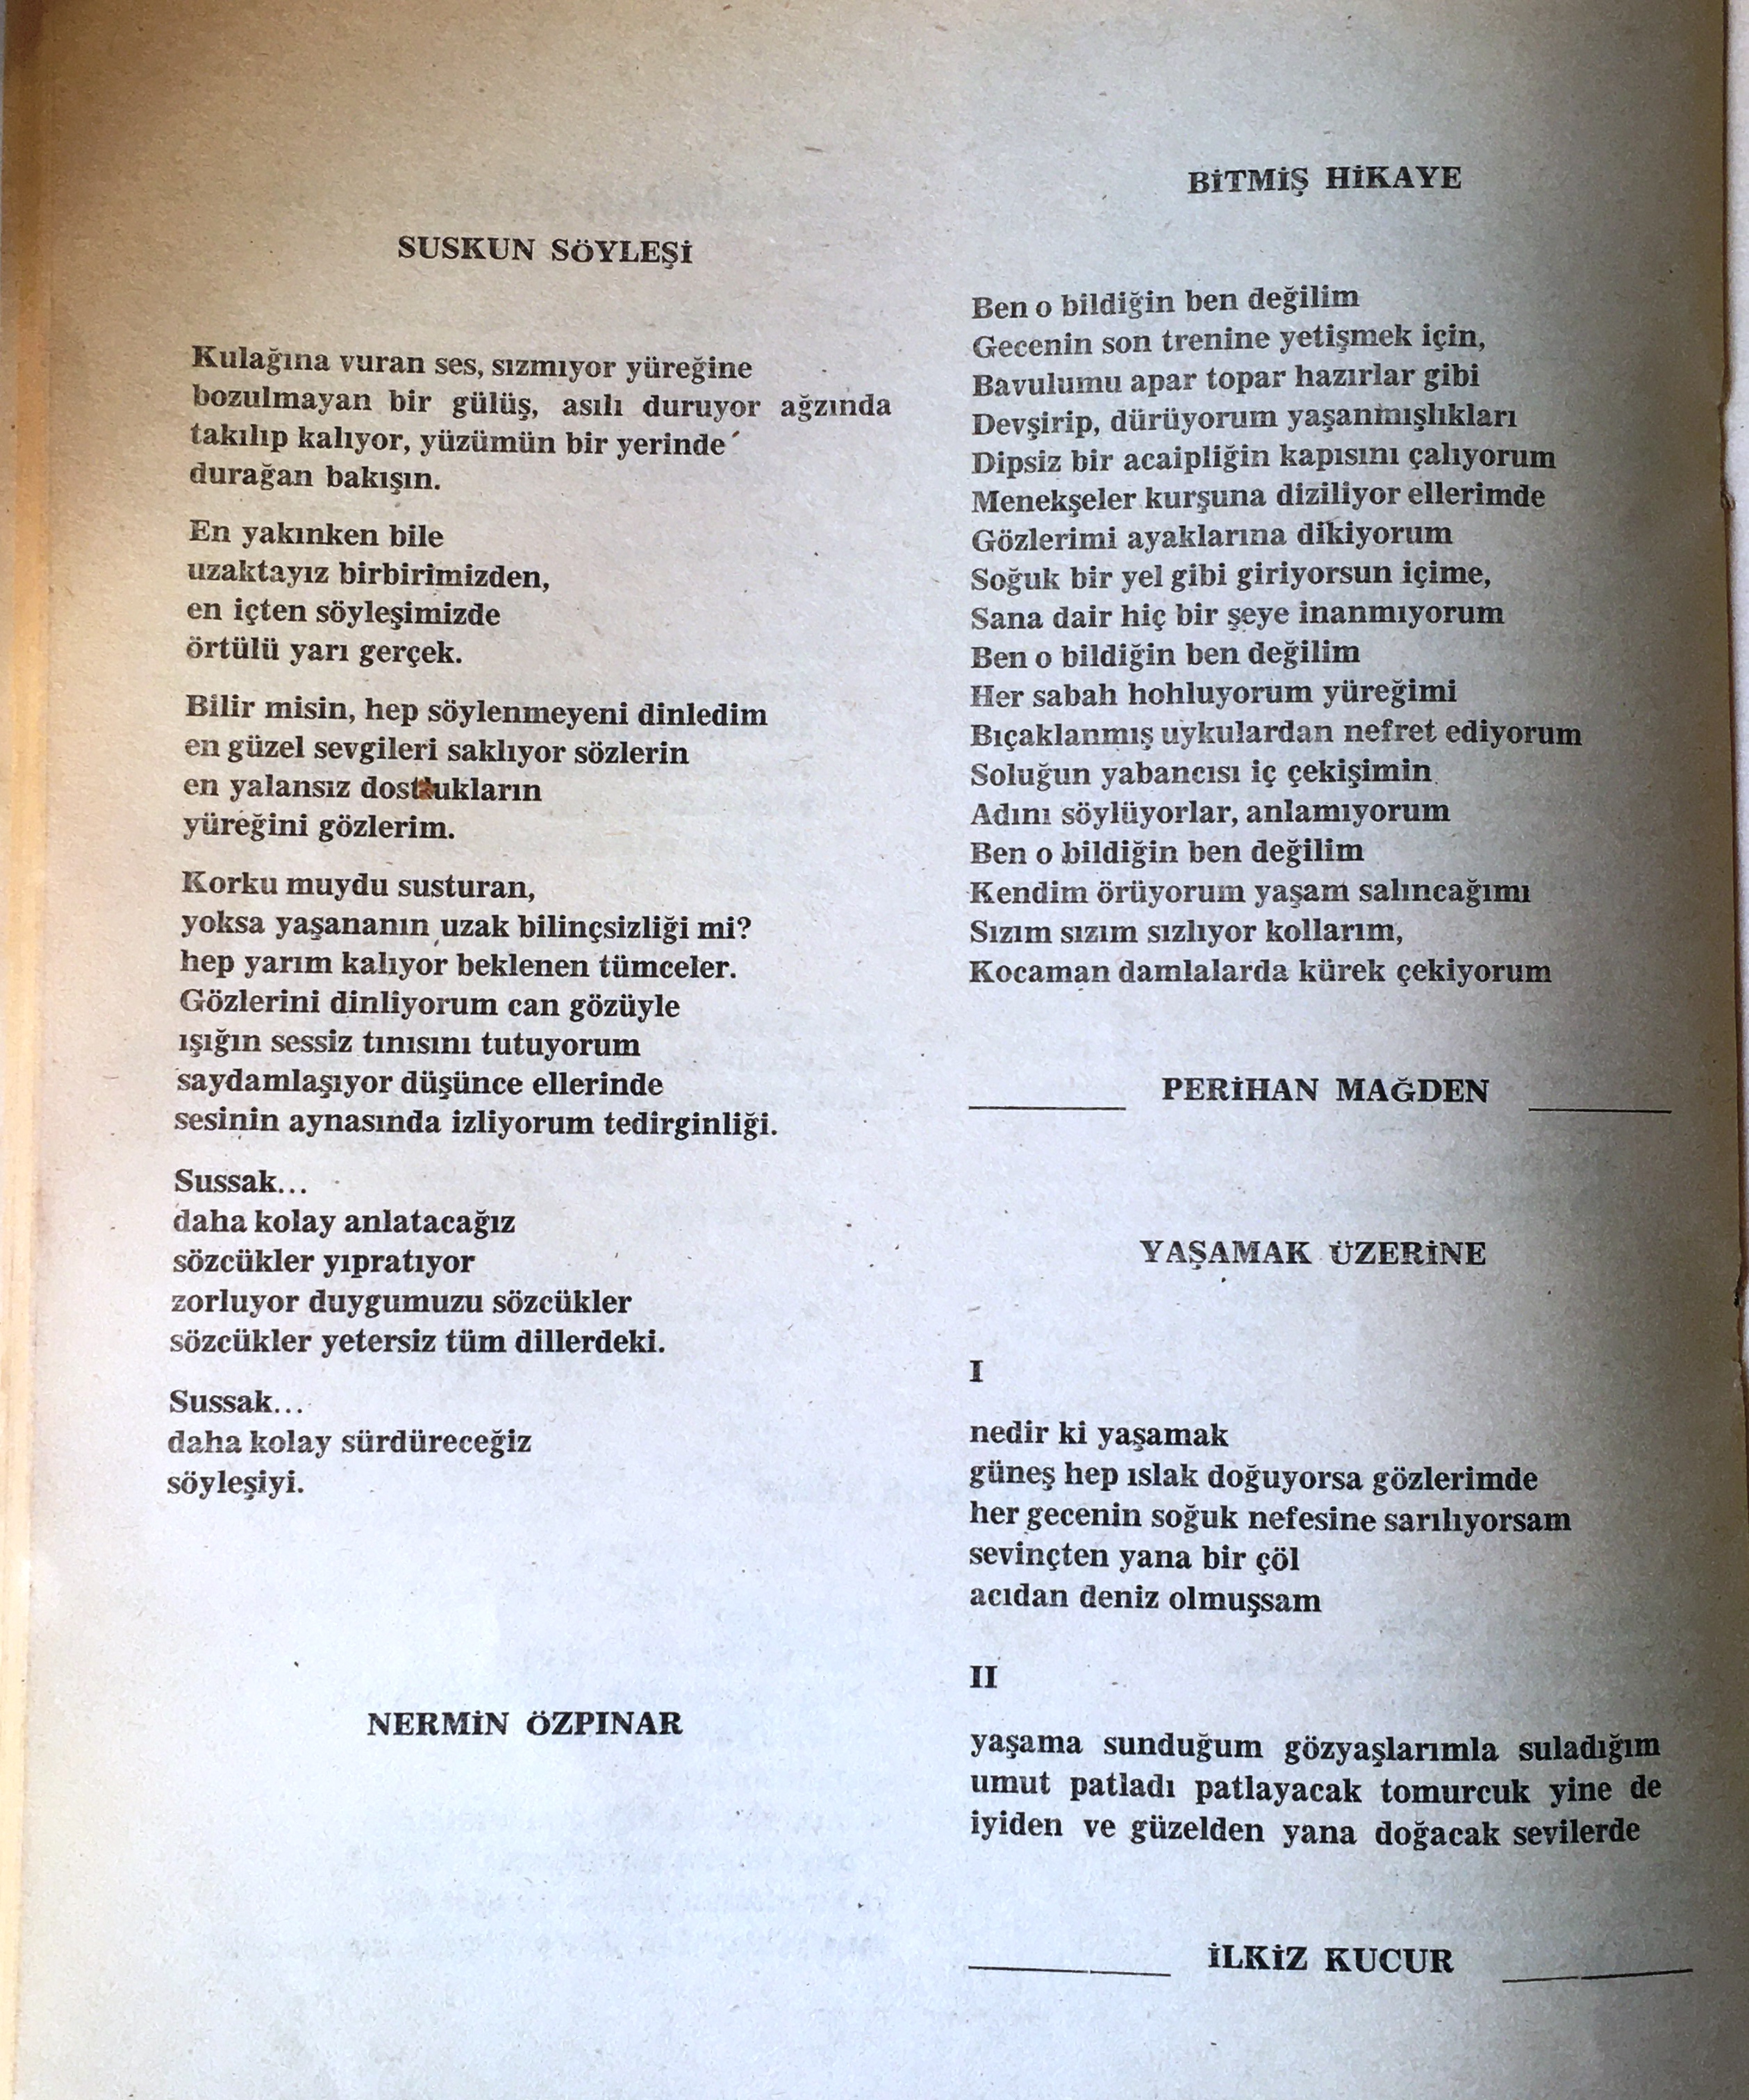 SUSKUN SÖYLEŞİ
Kulağına vuran ses, sızmıyor yüreğine
bozulmayan bir gülüş, asılı duruyor ağzında
takılıp kalıyor, yüzümün bir yerinde
durağan bakışın.
En yakınken bile
uzaktayız birbirimizden,
en içten söyleşimizde
örtülü yarı gerçek.
Bilir misin, hep söylenmeyeni dinledim
en güzel sevgileri saklıyor sözlerin
en yalansız dostlukların
yüreğini gözlerim.
Korku muydu susturan,
yoksa yaşananın uzak bilinçsizliği mi?
hep yarım kalıyor beklenen tümceler.
Gözlerini dinliyorum can gözüyle
ışığın sessiz tınısını tutuyorum
saydamlaşıyor düşünce ellerinde
sesinin aynasında izliyorum tedirginliği.
Sussak...
daha kolay anlatacağız
sözcükler yıpratıyor
zorluyor duygumuzu sözcükler
sözcükler yetersiz tüm dillerdeki.
Sussak...
daha kolay sürdüreceğiz
söyleşiyi.
NERMİN ÖZPINAR
BİTMİŞ HİKAYE
Ben o bildiğin ben değilim
Gecenin son trenine yetişmek için,
Bavulumu apar topar hazırlar gibi
Devşirip, dürüyorum yaşanmışlıkları
Dipsiz bir acaipliğin kapısını çalıyorum
Menekşeler kurşuna diziliyor ellerimde
Gözlerimi ayaklarına dikiyorum
Soğuk bir yel gibi giriyorsun içime,
Sana dair hiç bir şeye inanmıyorum
Ben o bildiğin ben değilim
Her sabah hohluyorum yüreğimi
Bıçaklanmış uykulardan nefret ediyorum
Soluğun yabancısı iç çekişimin
Adını söylüyorlar, anlamıyorum
Ben o bildiğin ben değilim
Kendim örüyorum yaşam salıncağımı
Sızım sızım sızlıyor kollarım,
Kocaman damlalarda kürek çekiyorum
PERİHAN MAĞDEN
YAŞAMAK ÜZERİNE
I
nedir ki yaşamak
güneş hep ıslak doğuyorsa gözlerimde
her gecenin soğuk nefesine sarılıyorsam
sevinçten yana bir çöl
acıdan deniz olmuşsam
II
yaşama sunduğum gözyaşlarımla suladığım
umut patladı patlayacak tomurcuk yine de
iyiden ve güzelden yana doğacak sevilerde
İLKİZ KUCUR